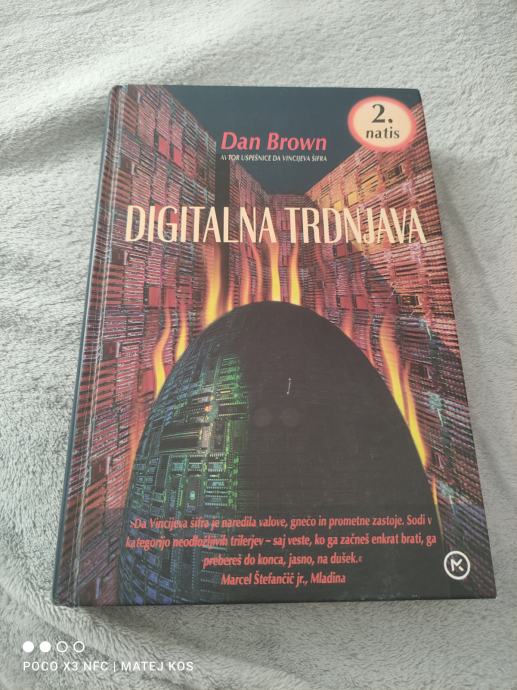 2.
natis
Dan Brown
AVTOR USPEŠNICE DA VINCIJEVA ŠIFRA
DIGITALNA TRDNJAVA
»Da Vincijeva šifra je naredila valove, gnečo in prometne zastoje. Sodi v
kategorijo neodložljivih trilerjev – saj veste, ko ga začneš enkrat brati, ga
prebereš do konca, jasno, na dušek.«
Marcel Štefančič jr., Mladina
MK
POCO X3 NFC | MATEJ KOS